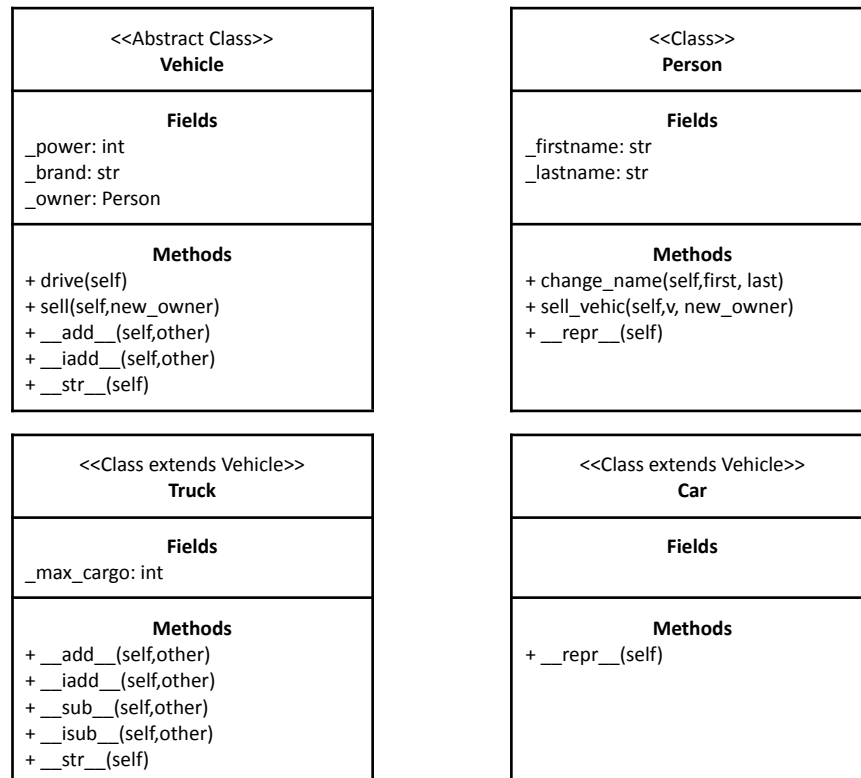 <<Abstract Class>>
Vehicle
Fields
_power: int
_brand: str
_owner: Person
Methods
+ drive(self)
+ sell(self,new_owner)
+ __add__(self,other)
+ __iadd__(self,other)
+ __str__(self)
<<Class>>
Person
Fields
_firstname: str
_lastname: str
Methods
+ change_name(self,first, last)
+ sell_vehic(self,v, new_owner)
+ __repr__(self)
<<Class extends Vehicle>>
Truck
Fields
_max_cargo: int
Methods
+ __add__(self,other)
+ __iadd__(self,other)
+ __sub__(self,other)
+ __isub__(self,other)
+ __str__(self)
<<Class extends Vehicle>>
Car
Fields
Methods
+ __repr__(self)